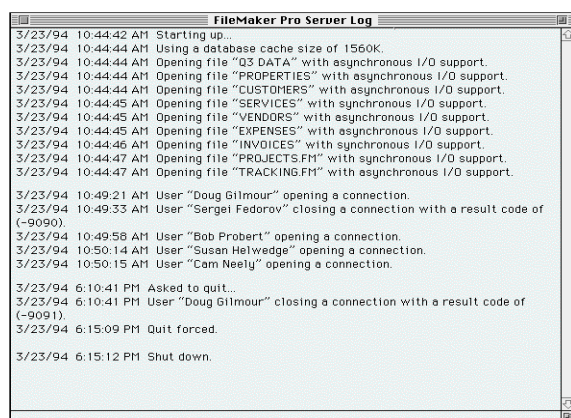 FileMaker Pro Server Log
3/23/94 10:44:42 AM Starting up...
3/23/94 10:44:44 AM Using a database cache size of 1560K.
3/23/94 10:44:44 AM Opening file “Q3 DATA” with asynchronous I/O support.
3/23/94 10:44:44 AM Opening file “PROPERTIES” with asynchronous I/O support.
3/23/94 10:44:44 AM Opening file “CUSTOMERS” with asynchronous I/O support.
3/23/94 10:44:45 AM Opening file “SERVICES” with synchronous I/O support.
3/23/94 10:44:45 AM Opening file “VENDORS” with asynchronous I/O support.
3/23/94 10:44:45 AM Opening file “EXPENSES” with asynchronous I/O support.
3/23/94 10:44:46 AM Opening file “INVOICES” with synchronous I/O support.
3/23/94 10:44:47 AM Opening file “PROJECTS.FM” with synchronous I/O support.
3/23/94 10:44:47 AM Opening file “TRACKING.FM” with asynchronous I/O support.
3/23/94 10:49:21 AM User “Doug Gilmour” opening a connection.
3/23/94 10:49:33 AM User “Sergei Fedorov” closing a connection with a result code of
(-9090).
3/23/94 10:49:58 AM User “Bob Probert” opening a connection.
3/23/94 10:50:14 AM User “Susan Helwedge” opening a connection.
3/23/94 10:50:15 AM User “Cam Neely” opening a connection.
3/23/94 6:10:41 PM Asked to quit...
3/23/94 6:10:41 PM User “Doug Gilmour” closing a connection with a result code of
(-9091).
3/23/94 6:15:09 PM Quit forced.
3/23/94 6:15:12 PM Shut down.